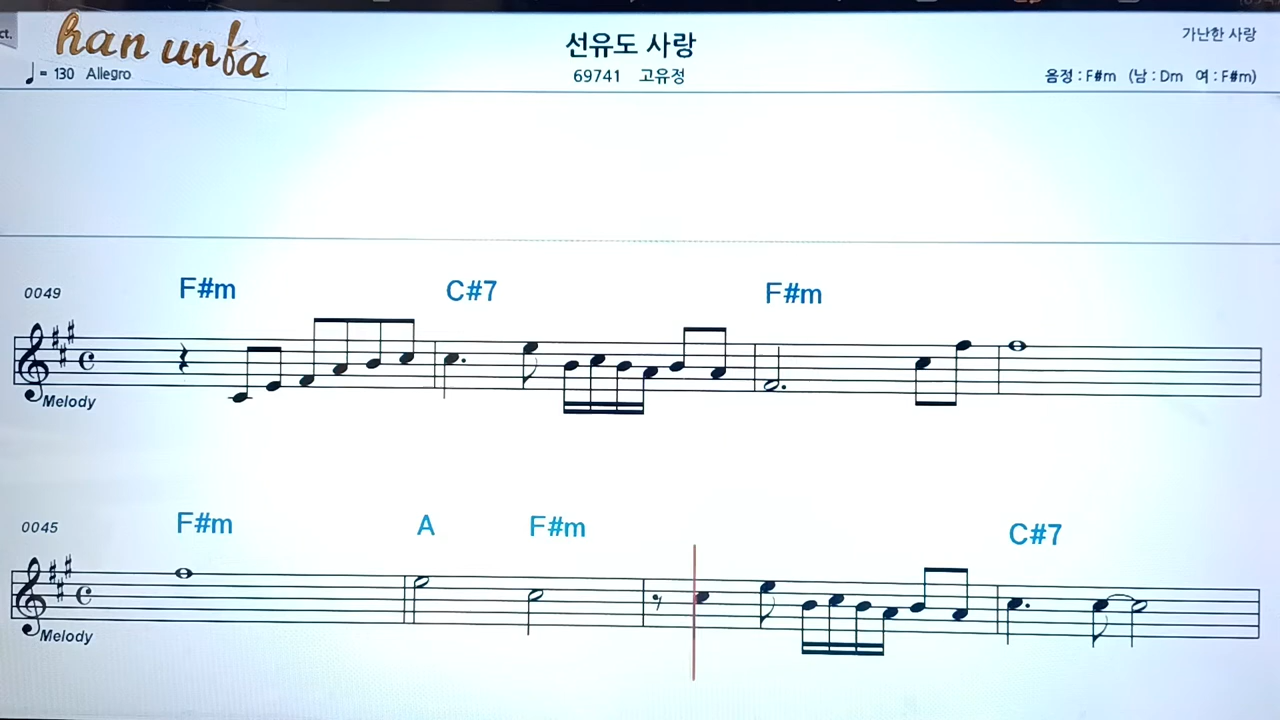 ct.
han unfa
선유도 사랑
가난한 사랑
♩ = 130 Allegro
69741 고유정
음정 : F#m (남 : Dm 여 : F#m)
0049 F#m C#7 F#m
Melody
0045 F#m A F#m C#7
Melody